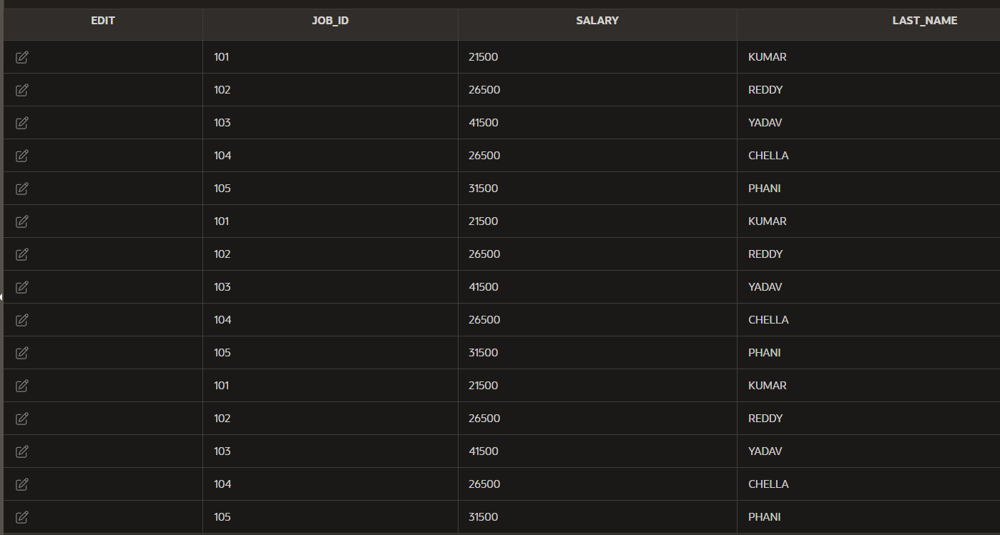 EDIT JOB_ID SALARY LAST_NAME
101 21500 KUMAR
102 26500 REDDY
103 41500 YADAV
104 26500 CHELLA
105 31500 PHANI
101 21500 KUMAR
102 26500 REDDY
103 41500 YADAV
104 26500 CHELLA
105 31500 PHANI
101 21500 KUMAR
102 26500 REDDY
103 41500 YADAV
104 26500 CHELLA
105 31500 PHANI